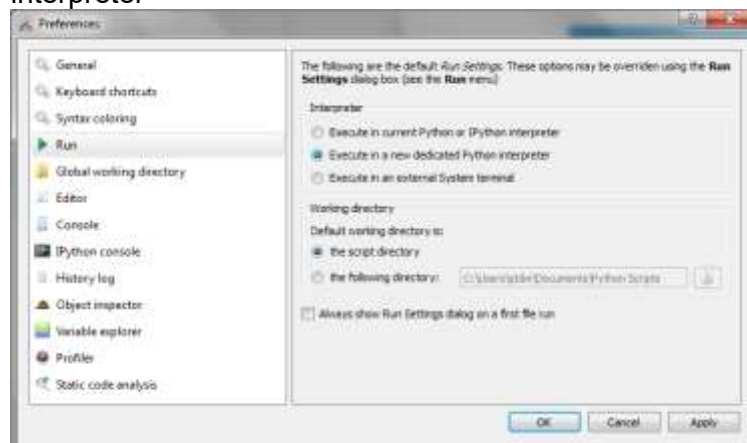 interpreter
Preferences
General
Keyboard shortcuts
Syntax coloring
Run
Global working directory
Editor
Console
IPython console
History log
Object inspector
Variable explorer
Profiler
Static code analysis
The following are the default Run Settings. These options may be overriden using the Run
Settings dialog box (see the Run menu)
Interpreter
Execute in current Python or IPython interpreter
Execute in a new dedicated Python interpreter
Execute in an external System terminal
Working directory
Default working directory is:
the script directory
the following directory:
Always show Run Settings dialog on a first file run
OK
Cancel
Apply